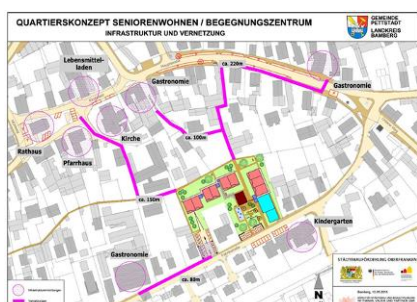 QUARTIERSKONZEPT SENIORENWOHNEN / BEGEGNUNGSZENTRUM
INFRASTRUKTUR UND VERNETZUNG
GEMEINDE
PETTSTADT
LANDKREIS
BAMBERG
Lebensmittel-
laden
Gastronomie
ca. 220m
Gastronomie
Rathaus
Pfarrhaus
Kirche
ca. 100m
ca. 150m
Kindergarten
Gastronomie
ca. 80m
N
STÄDTEBAUFÖRDERUNG OBERFRANKEN